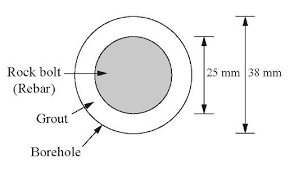 Rock bolt
(Rebar)
25 mm
38 mm
Grout
Borehole